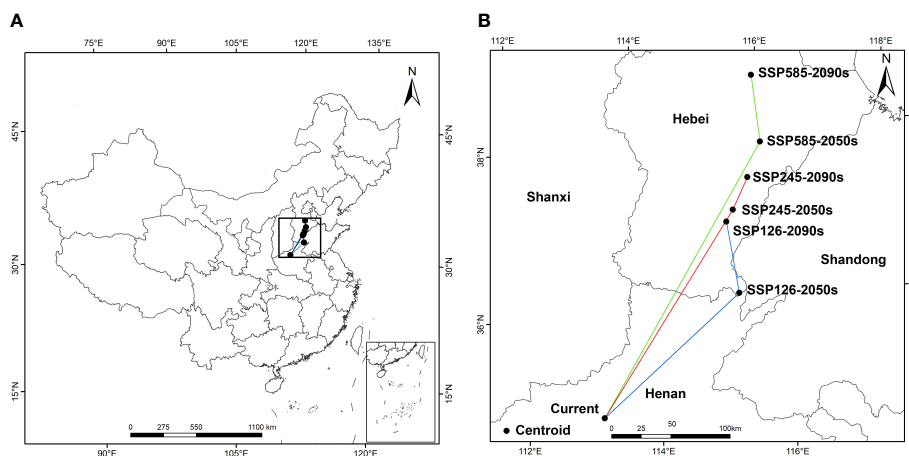 A
75°E 90°E 105°E 120°E 135°E
N
45°N 45°N
30°N 30°N
15°N 15°N
0 275 550 1100 km
90°E 105°E 120°E
B
112°E 114°E 116°E 118°E
N
SSP585-2090s
Hebei
SSP585-2050s
38°N
SSP245-2090s
Shanxi
SSP245-2050s
SSP126-2090s
Shandong
SSP126-2050s
36°N
Henan
Current
Centroid
0 25 50 100km
112°E 114°E 116°E